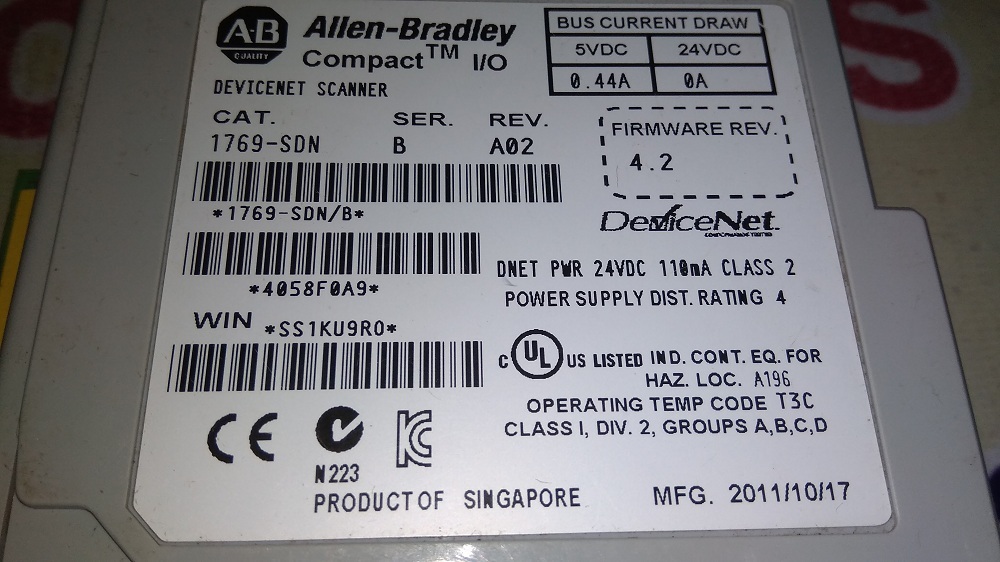 AB
QUALITY
Allen-Bradley
Compact™ I/O
DEVICENET SCANNER
BUS CURRENT DRAW
5VDC 24VDC
0.44A 0A
CAT. SER. REV.
1769-SDN B A02
FIRMWARE REV.
4.2
*1769-SDN/B*
DeviceNet
*4058F0A9*
DNET PWR 24VDC 110mA CLASS 2
POWER SUPPLY DIST. RATING 4
WIN *SS1KU9R0*
C UL US LISTED IND. CONT. EQ. FOR
HAZ. LOC. A196
OPERATING TEMP CODE T3C
CLASS I, DIV. 2, GROUPS A,B,C,D
CE
N223
PRODUCT OF SINGAPORE
MFG. 2011/10/17